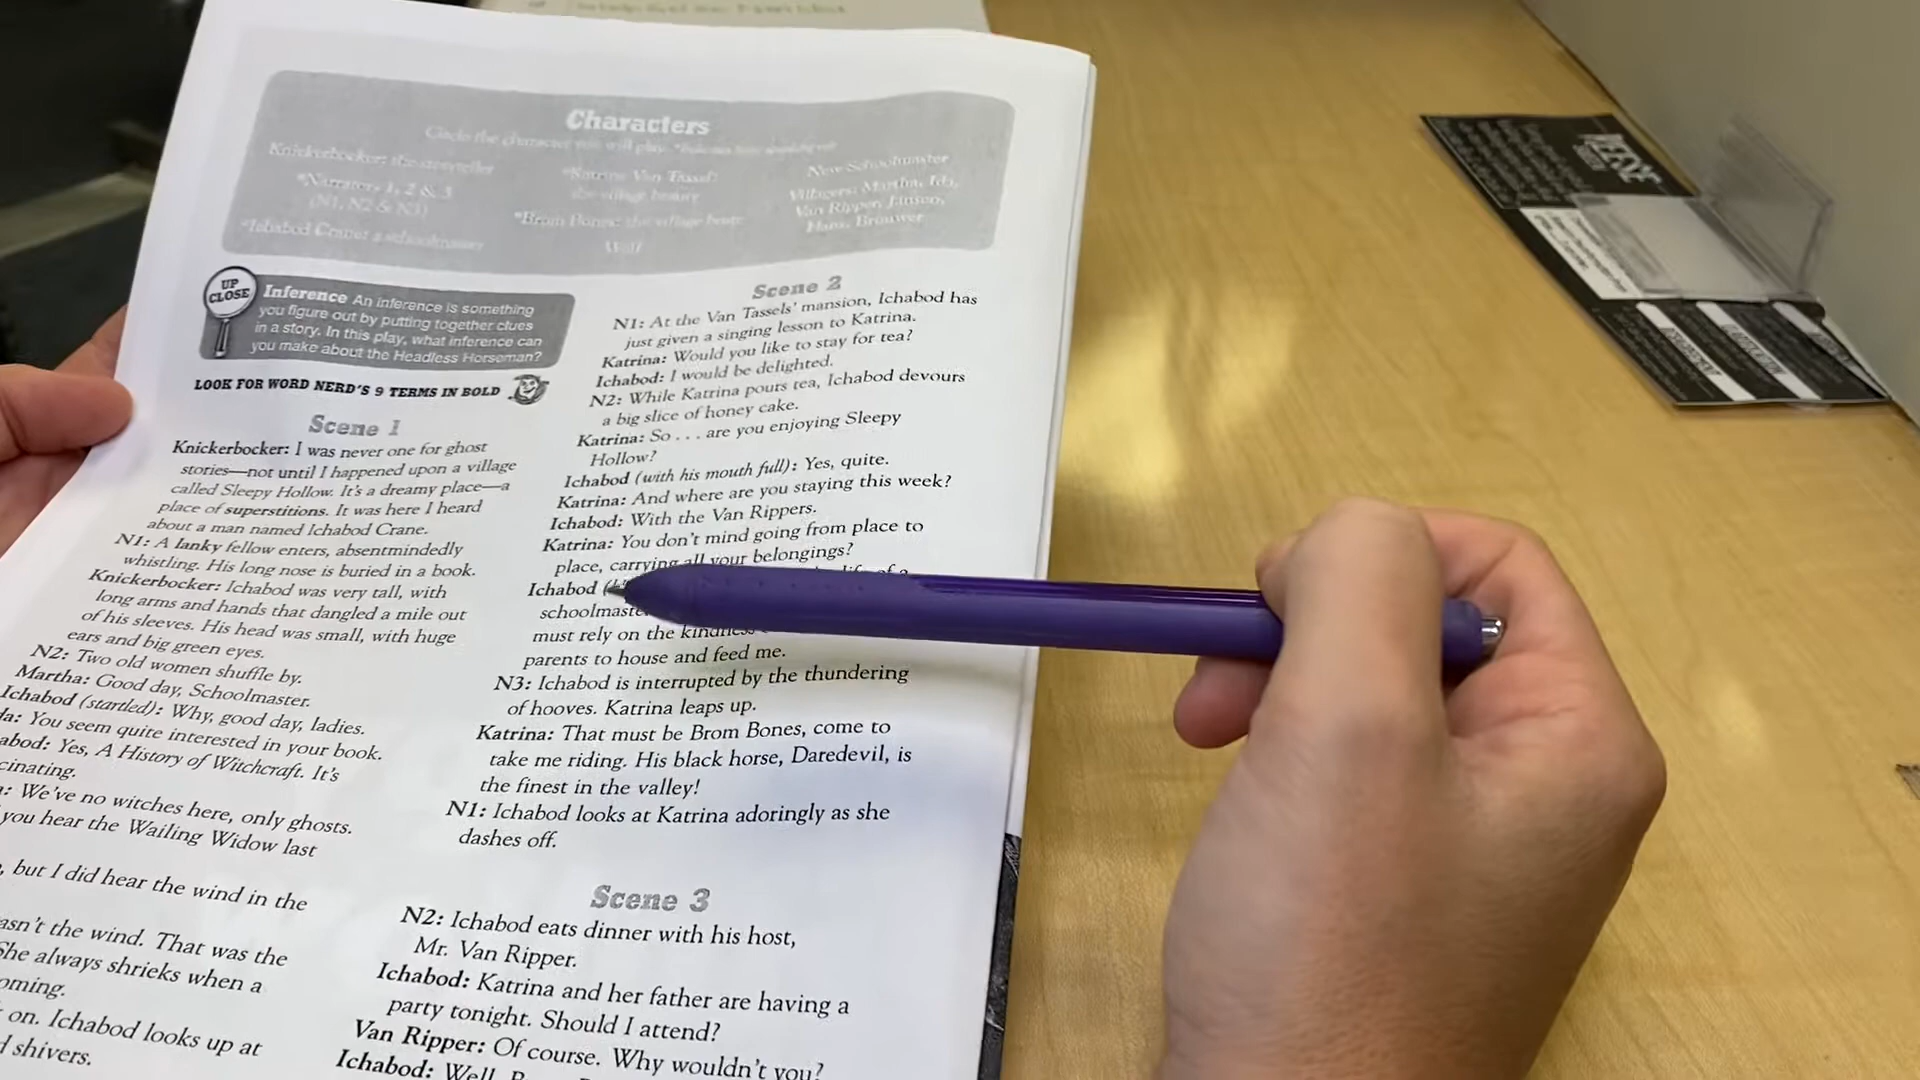 Characters
Circle the character you will play.
Knickerbocker: the storyteller
*Narrators 1, 2 & 3
(N1, N2 & N3)
*Ichabod Crane: a schoolmaster
*Katrina Van Tassel:
the village beauty
*Brom Bones: the village brute
Wolf
New Schoolmaster
Villagers: Martha, Ida,
Van Ripper,
Hans, Brouwer
UP
CLOSE
Inference An inference is something
you figure out by putting together clues
in a story. In this play, what inference can
you make about the Headless Horseman?
LOOK FOR WORD NERD'S 9 TERMS IN BOLD
Scene 1
Knickerbocker: I was never one for ghost
stories—not until I happened upon a village
called Sleepy Hollow. It's a dreamy place—a
place of superstitions. It was here I heard
about a man named Ichabod Crane.
N1: A lanky fellow enters, absentmindedly
whistling. His long nose is buried in a book.
Knickerbocker: Ichabod was very tall, with
long arms and hands that dangled a mile out
of his sleeves. His head was small, with huge
ears and big green eyes.
N2: Two old women shuffle by.
Martha: Good day, Schoolmaster.
Ichabod (startled): Why, good day, ladies.
da: You seem quite interested in your book.
abod: Yes, A History of Witchcraft. It's
cinating.
: We've no witches here, only ghosts.
you hear the Wailing Widow last
, but I did hear the wind in the
asn't the wind. That was the
She always shrieks when a
oming.
on. Ichabod looks up at
d shivers.
Scene 2
N1: At the Van Tassels' mansion, Ichabod has
just given a singing lesson to Katrina.
Katrina: Would you like to stay for tea?
Ichabod: I would be delighted.
N2: While Katrina pours tea, Ichabod devours
a big slice of honey cake.
Katrina: So . . . are you enjoying Sleepy
Hollow?
Ichabod (with his mouth full): Yes, quite.
Katrina: And where are you staying this week?
Ichabod: With the Van Rippers.
Katrina: You don't mind going from place to
place, carrying all your belongings?
Ichabod ( life of a
schoolmaste
must rely on the kindness
parents to house and feed me.
N3: Ichabod is interrupted by the thundering
of hooves. Katrina leaps up.
Katrina: That must be Brom Bones, come to
take me riding. His black horse, Daredevil, is
the finest in the valley!
N1: Ichabod looks at Katrina adoringly as she
dashes off.
Scene 3
N2: Ichabod eats dinner with his host,
Mr. Van Ripper.
Ichabod: Katrina and her father are having a
party tonight. Should I attend?
Van Ripper: Of course. Why wouldn't you?
Ichabod: Well, B